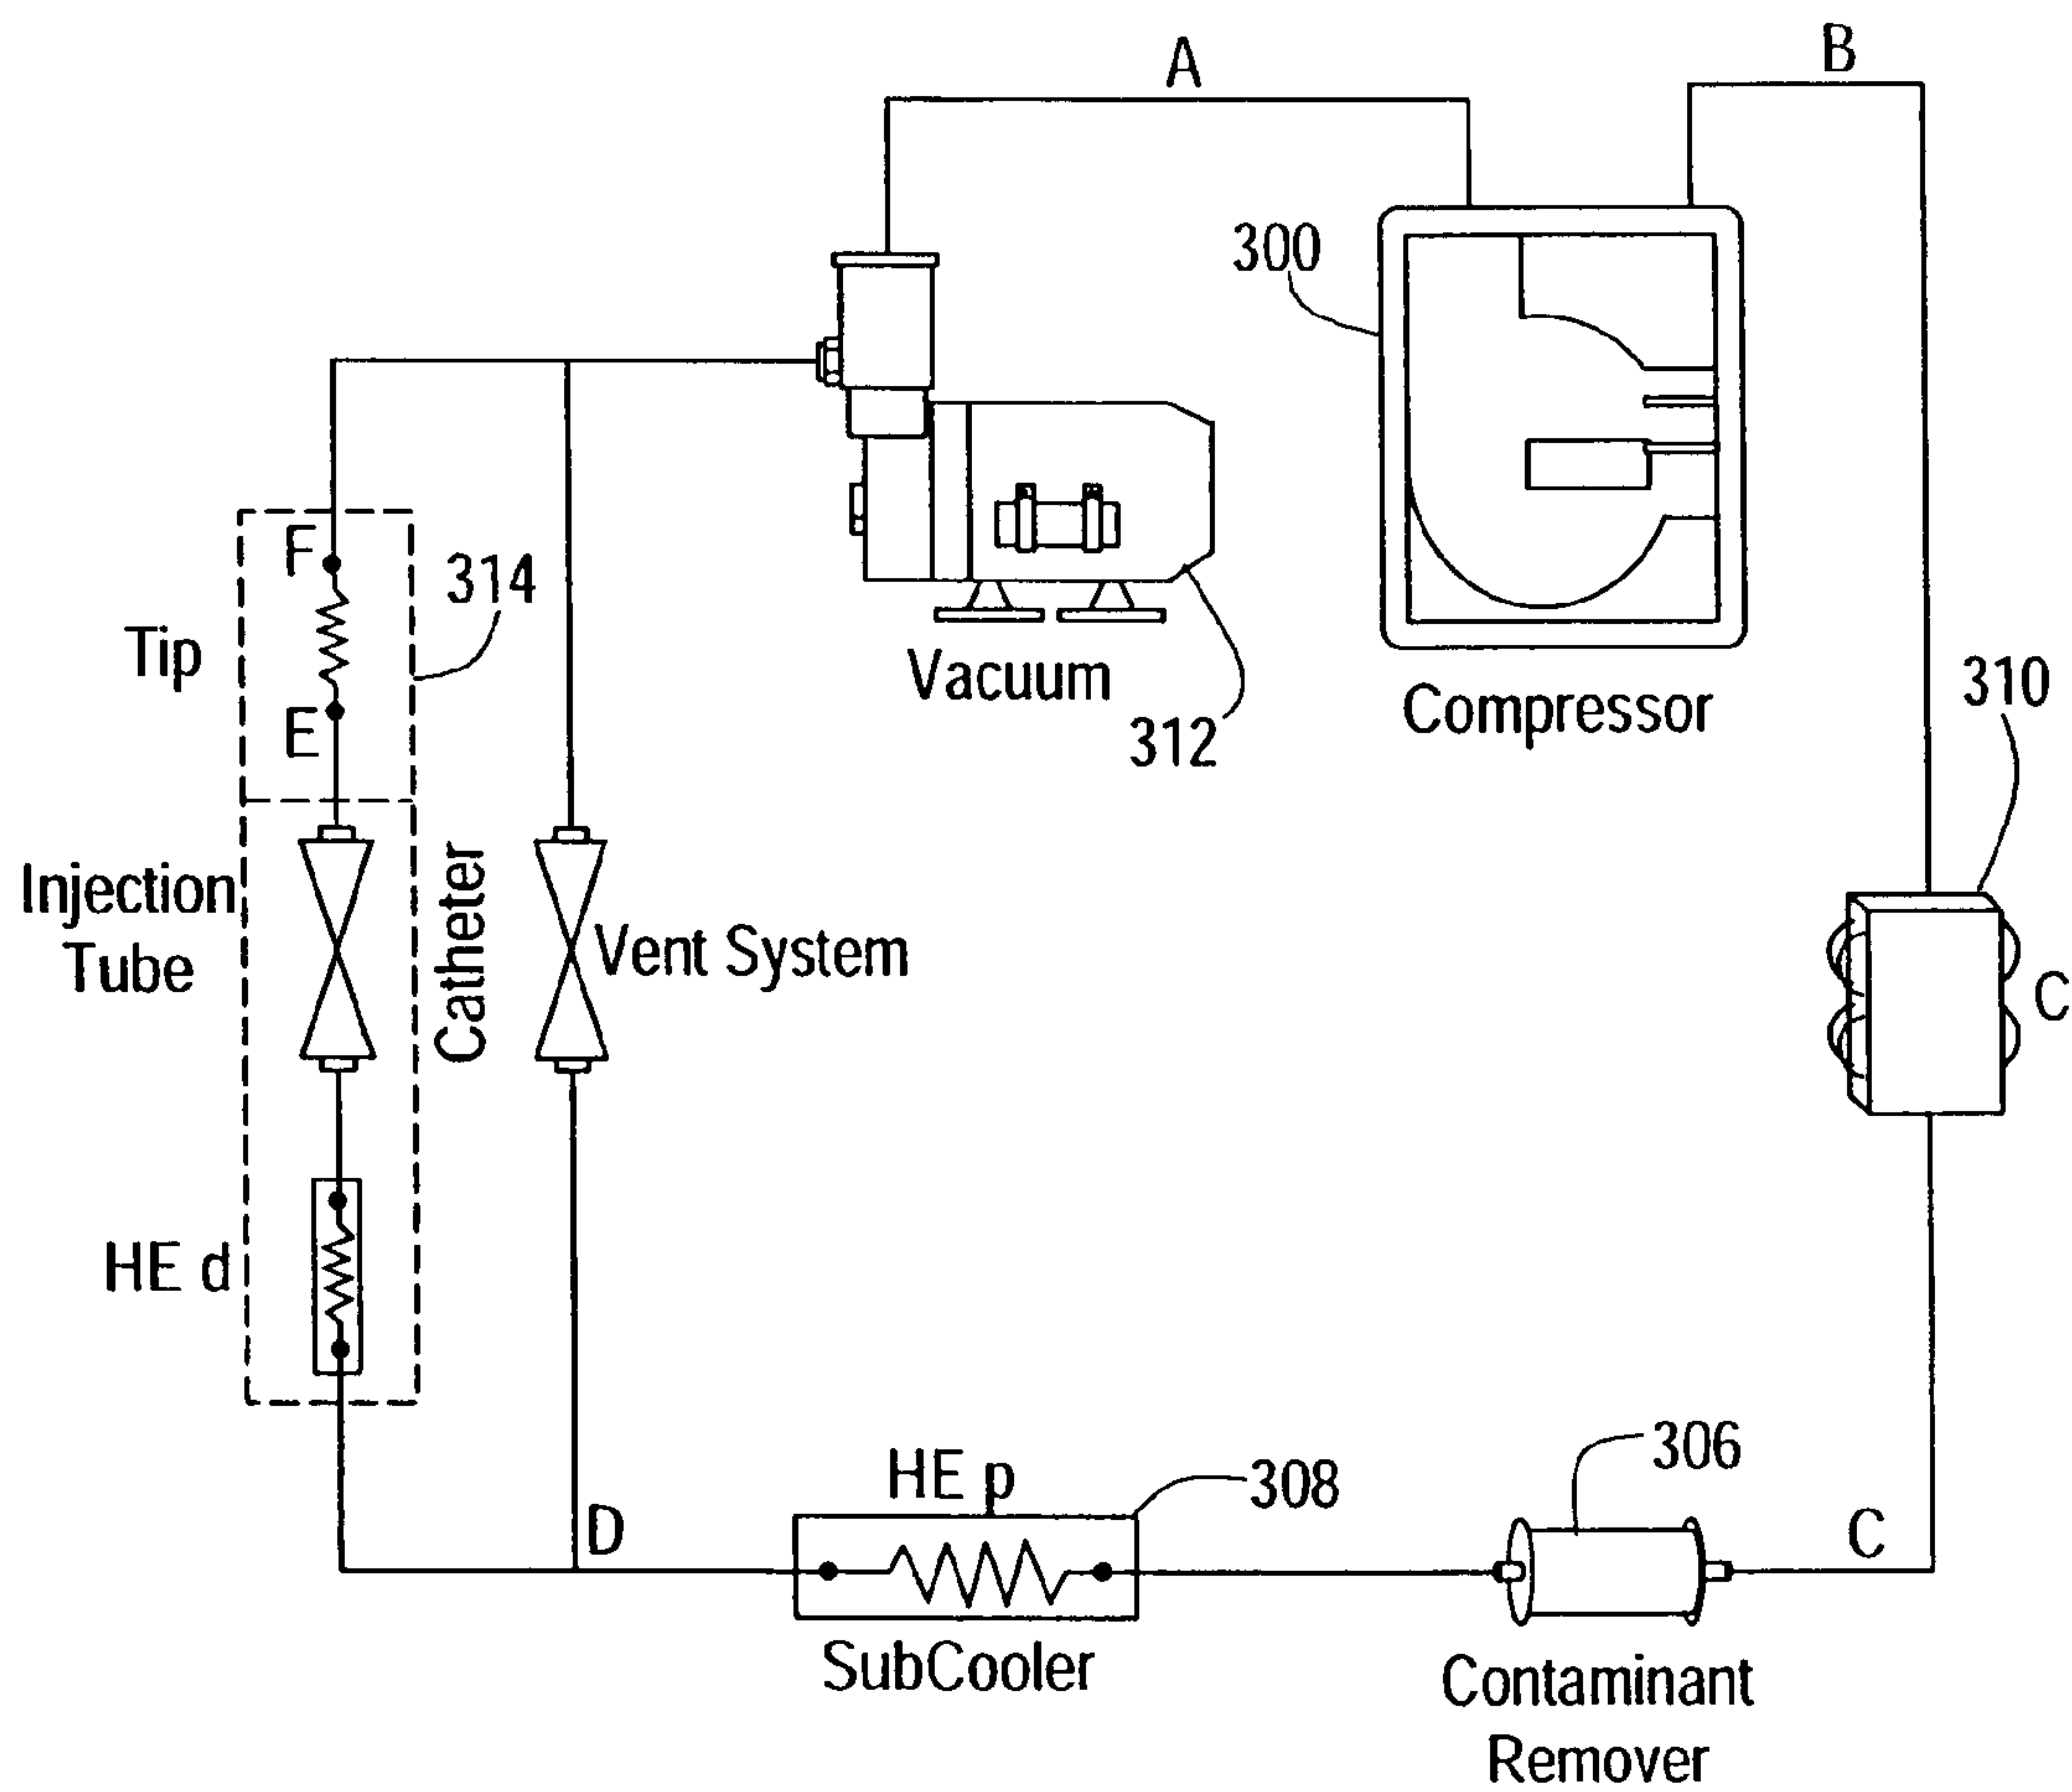 A
B
300
F
314
Tip
E
Vacuum
312
Compressor
310
Injection
Tube
Catheter
Vent System
C
HE d
HE p
308
306
D
C
SubCooler
Contaminant
Remover